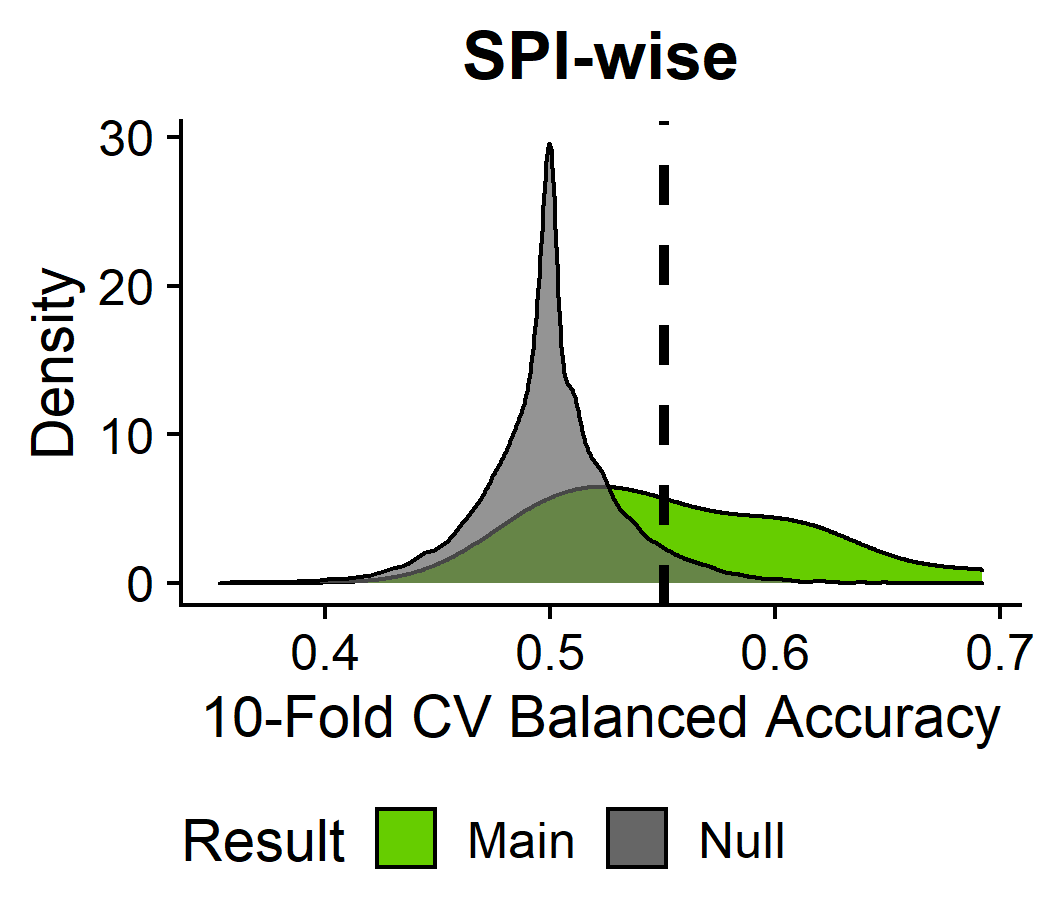 SPI-wise
30
20
10
0
Density
0.4 0.5 0.6 0.7
10-Fold CV Balanced Accuracy
Result Main Null